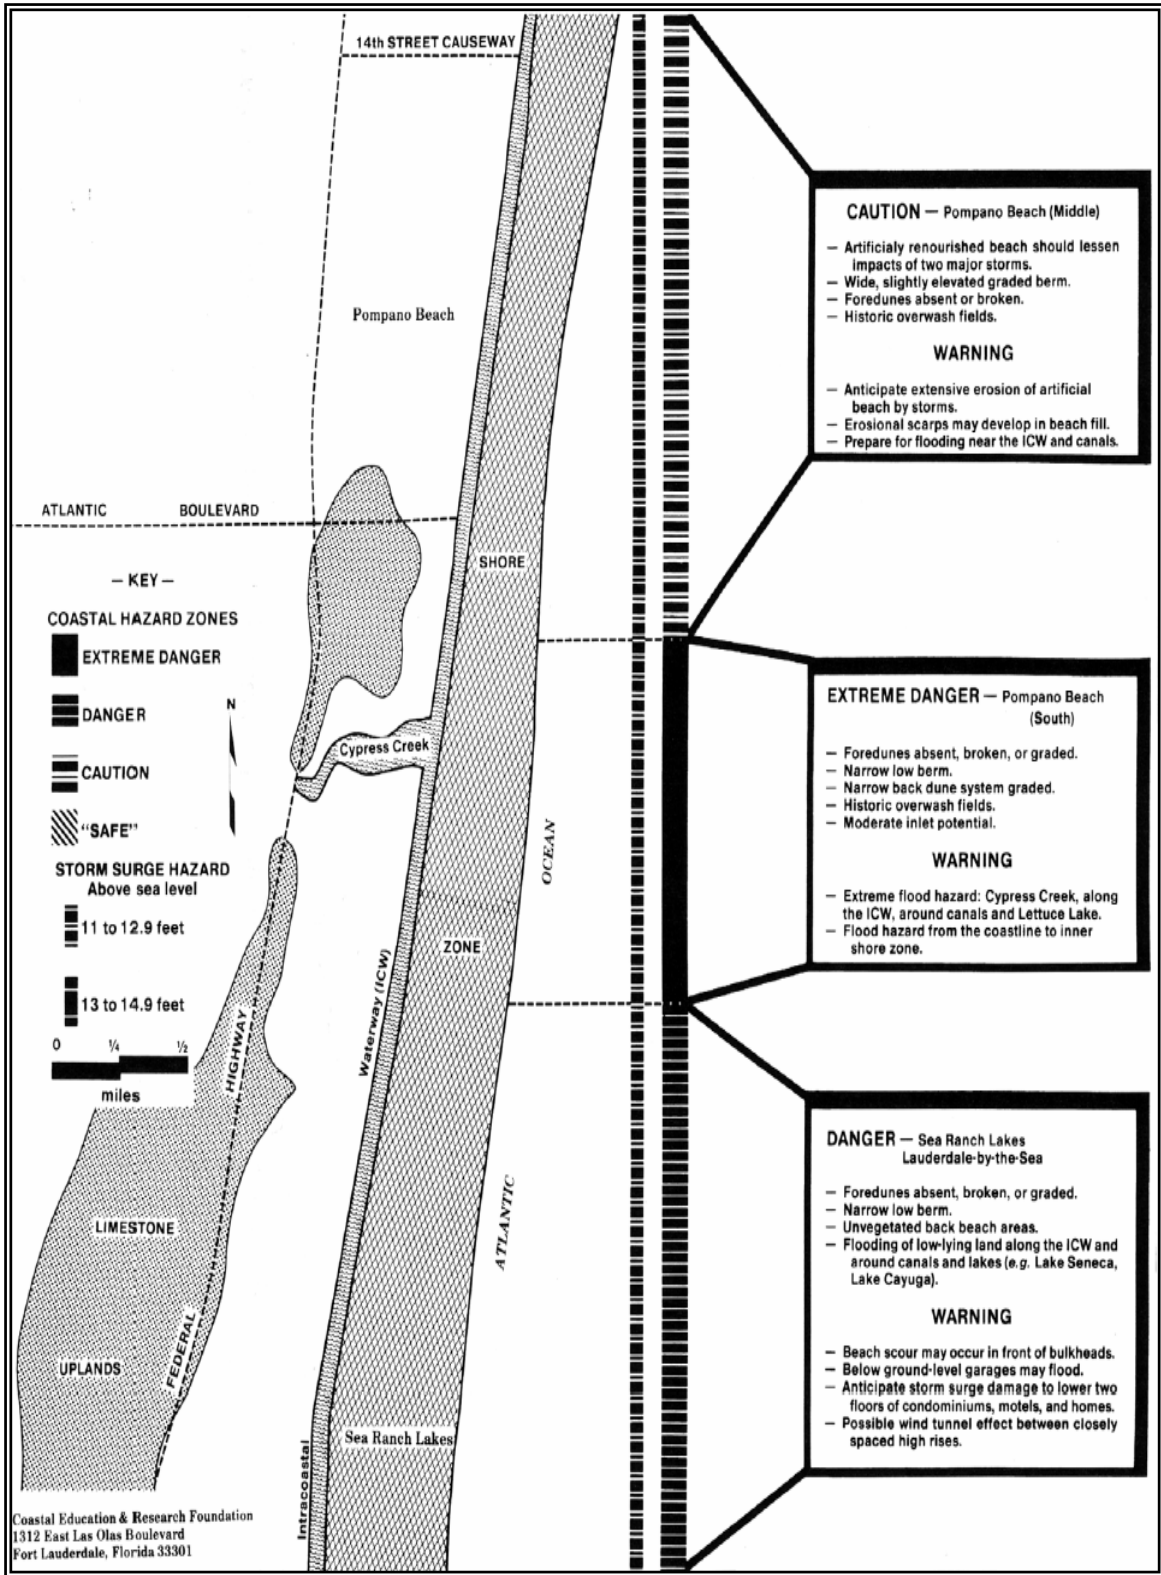 14th STREET CAUSEWAY
Pompano Beach
ATLANTIC BOULEVARD
— KEY —
COASTAL HAZARD ZONES
EXTREME DANGER
DANGER
CAUTION
"SAFE"
N
STORM SURGE HAZARD
Above sea level
11 to 12.9 feet
13 to 14.9 feet
0 ¼ ½
miles
SHORE
ZONE
Cypress Creek
OCEAN
ATLANTIC
Waterway (ICW)
Intracoastal
HIGHWAY
FEDERAL
LIMESTONE
UPLANDS
Sea Ranch Lakes
Coastal Education & Research Foundation
1312 East Las Olas Boulevard
Fort Lauderdale, Florida 33301
CAUTION — Pompano Beach (Middle)
— Artificialy renourished beach should lessen
impacts of two major storms.
— Wide, slightly elevated graded berm.
— Foredunes absent or broken.
— Historic overwash fields.
WARNING
— Anticipate extensive erosion of artificial
beach by storms.
— Erosional scarps may develop in beach fill.
— Prepare for flooding near the ICW and canals.
EXTREME DANGER — Pompano Beach
(South)
— Foredunes absent, broken, or graded.
— Narrow low berm.
— Narrow back dune system graded.
— Historic overwash fields.
— Moderate inlet potential.
WARNING
— Extreme flood hazard: Cypress Creek, along
the ICW, around canals and Lettuce Lake.
— Flood hazard from the coastline to inner
shore zone.
DANGER — Sea Ranch Lakes
Lauderdale-by-the-Sea
— Foredunes absent, broken, or graded.
— Narrow low berm.
— Unvegetated back beach areas.
— Flooding of low-lying land along the ICW and
around canals and lakes (e.g. Lake Seneca,
Lake Cayuga).
WARNING
— Beach scour may occur in front of bulkheads.
— Below ground-level garages may flood.
— Anticipate storm surge damage to lower two
floors of condominiums, motels, and homes.
— Possible wind tunnel effect between closely
spaced high rises.